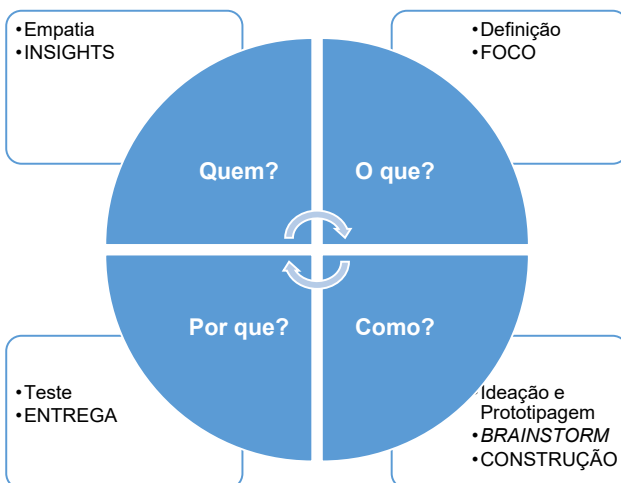 •Empatia
•INSIGHTS
•Definição
•FOCO
Quem?
O que?
Por que?
Como?
•Teste
•ENTREGA
Ideação e
Prototipagem
•BRAINSTORM
•CONSTRUÇÃO